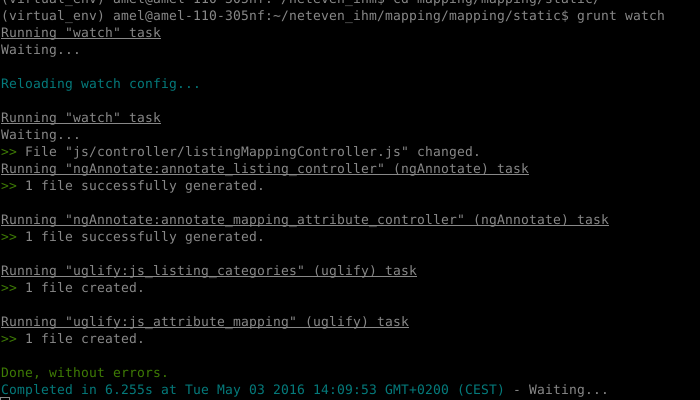 (virtual_env) amel@amel-110-305nf:~/neteven_ihm$ cd mapping/mapping/static/
(virtual_env) amel@amel-110-305nf:~/neteven_ihm/mapping/mapping/static$ grunt watch
Running "watch" task
Waiting...
Reloading watch config...
Running "watch" task
Waiting...
>> File "js/controller/listingMappingController.js" changed.
Running "ngAnnotate:annotate_listing_controller" (ngAnnotate) task
>> 1 file successfully generated.
Running "ngAnnotate:annotate_mapping_attribute_controller" (ngAnnotate) task
>> 1 file successfully generated.
Running "uglify:js_listing_categories" (uglify) task
>> 1 file created.
Running "uglify:js_attribute_mapping" (uglify) task
>> 1 file created.
Done, without errors.
Completed in 6.255s at Tue May 03 2016 14:09:53 GMT+0200 (CEST) - Waiting...